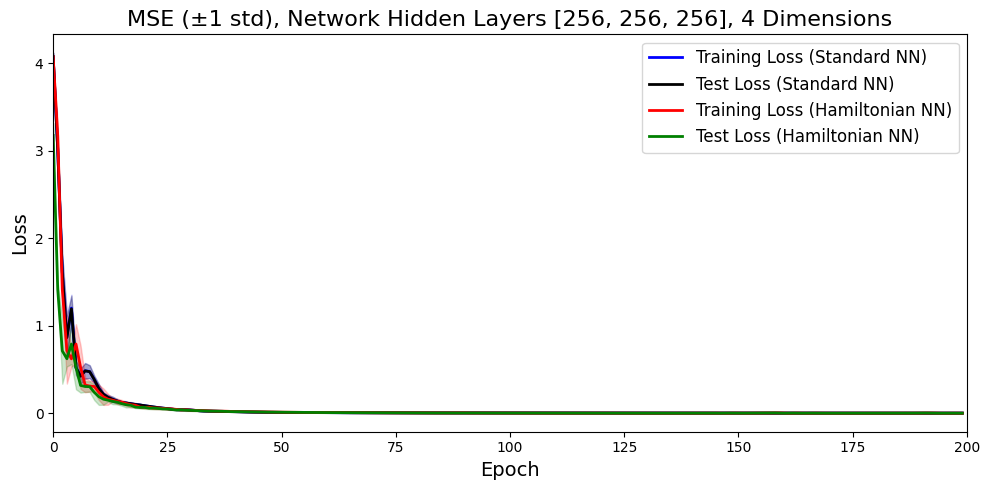 MSE (±1 std), Network Hidden Layers [256, 256, 256], 4 Dimensions
Training Loss (Standard NN)
Test Loss (Standard NN)
Training Loss (Hamiltonian NN)
Test Loss (Hamiltonian NN)
Loss
4
3
2
1
0
0 25 50 75 100 125 150 175 200
Epoch